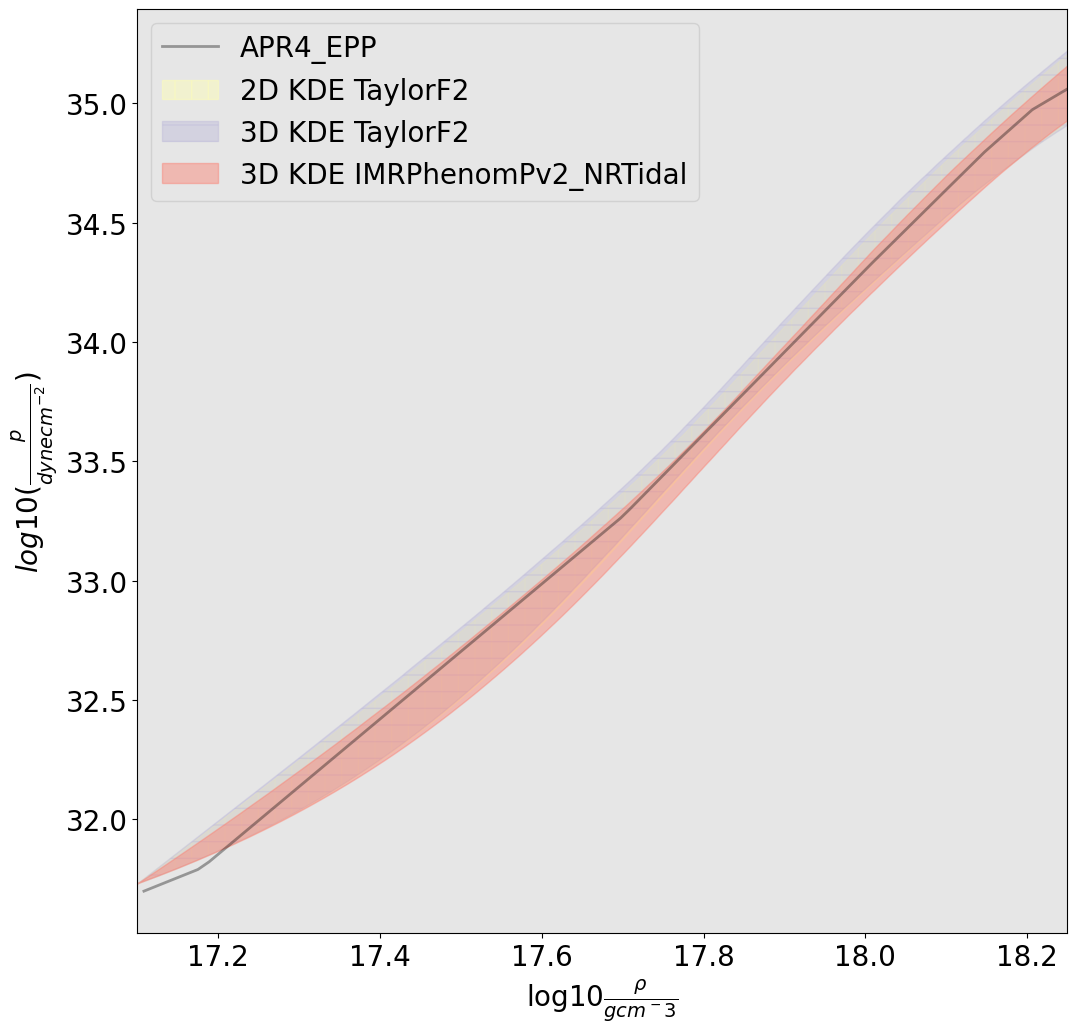 APR4_EPP
2D KDE TaylorF2
3D KDE TaylorF2
3D KDE IMRPhenomPv2_NRTidal
35.0
34.5
34.0
33.5
33.0
32.5
32.0
log10(p/dynecm⁻²)
17.2 17.4 17.6 17.8 18.0 18.2
log10 ρ/gcm⁻3